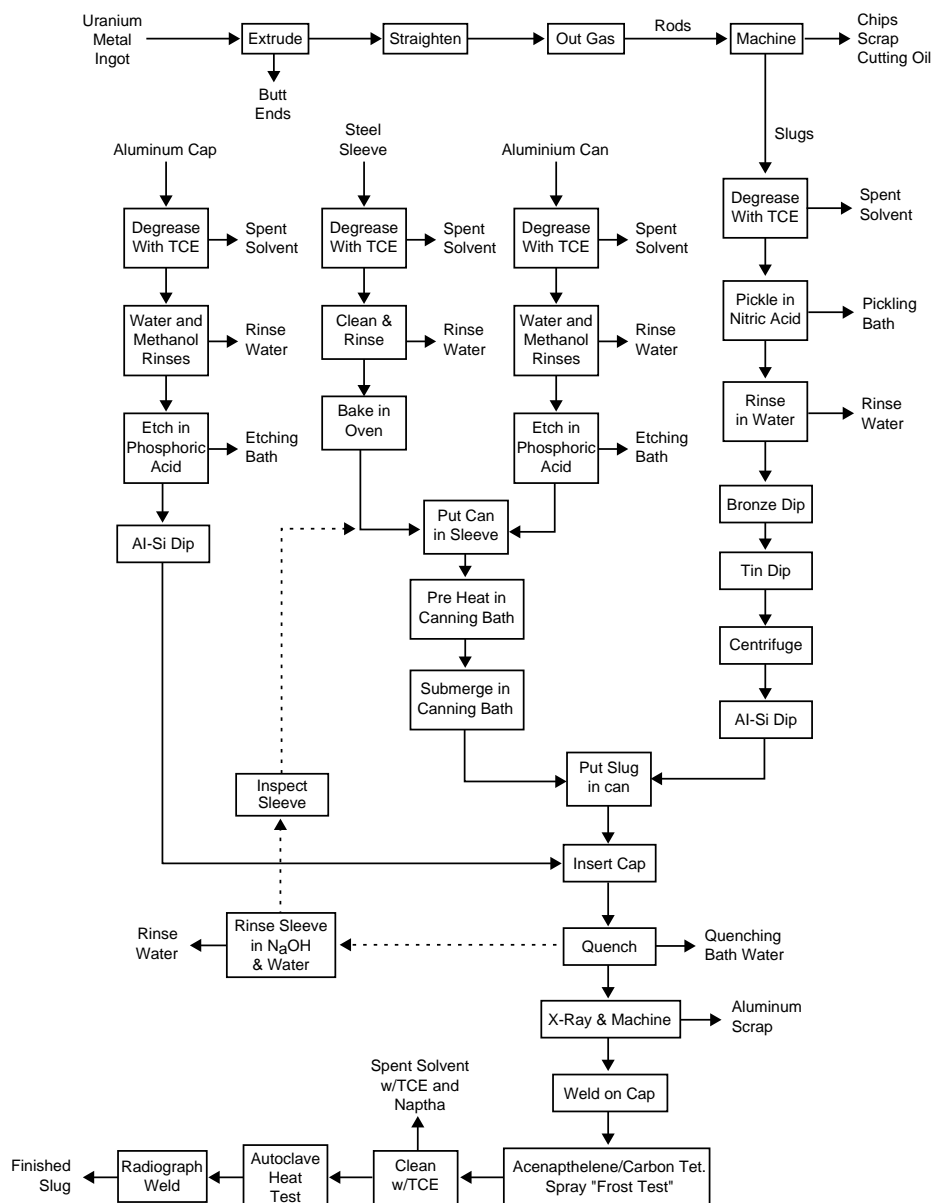 Uranium
Metal
Ingot
Extrude
Straighten
Out Gas
Rods
Machine
Chips
Scrap
Cutting Oil
Butt
Ends
Slugs
Aluminum Cap
Steel
Sleeve
Aluminium Can
Degrease
With TCE
Spent
Solvent
Degrease
With TCE
Spent
Solvent
Degrease
With TCE
Spent
Solvent
Degrease
With TCE
Spent
Solvent
Water and
Methanol
Rinses
Rinse
Water
Clean &
Rinse
Rinse
Water
Water and
Methanol
Rinses
Rinse
Water
Pickle in
Nitric Acid
Pickling
Bath
Etch in
Phosphoric
Acid
Etching
Bath
Bake in
Oven
Etch in
Phosphoric
Acid
Etching
Bath
Rinse
in Water
Rinse
Water
Al-Si Dip
Put Can
in Sleeve
Bronze Dip
Pre Heat in
Canning Bath
Tin Dip
Submerge in
Canning Bath
Centrifuge
Al-Si Dip
Inspect
Sleeve
Put Slug
in can
Insert Cap
Rinse
Water
Rinse Sleeve
in NaOH
& Water
Quench
Quenching
Bath Water
X-Ray & Machine
Aluminum
Scrap
Spent Solvent
w/TCE and
Naptha
Weld on Cap
Finished
Slug
Radiograph
Weld
Autoclave
Heat
Test
Clean
w/TCE
Acenapthelene/Carbon Tet.
Spray "Frost Test"